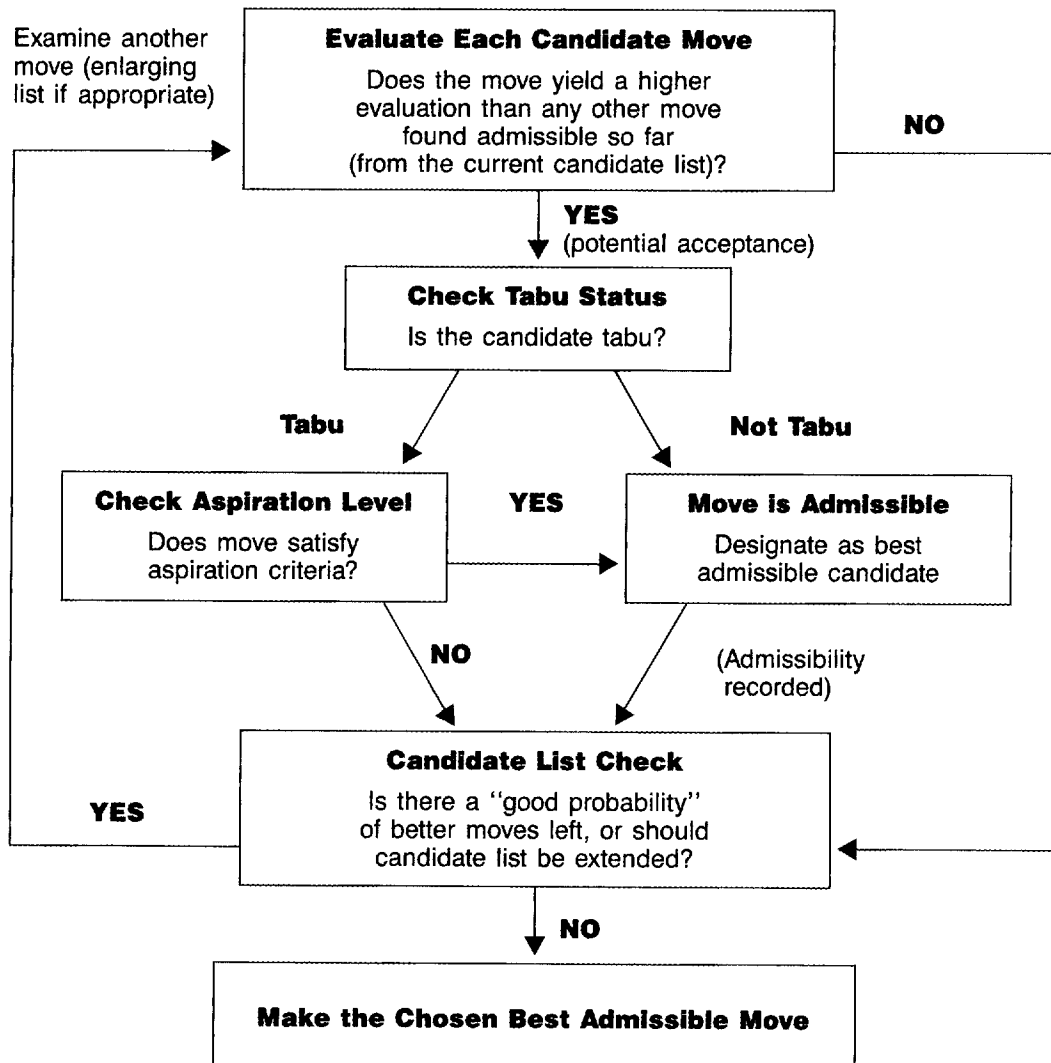 Examine another
move (enlarging
list if appropriate)
Evaluate Each Candidate Move
Does the move yield a higher
evaluation than any other move
found admissible so far
(from the current candidate list)?
NO
YES
(potential acceptance)
Check Tabu Status
Is the candidate tabu?
Tabu
Not Tabu
Check Aspiration Level
Does move satisfy
aspiration criteria?
YES
Move is Admissible
Designate as best
admissible candidate
NO
(Admissibility
recorded)
Candidate List Check
Is there a "good probability"
of better moves left, or should
candidate list be extended?
YES
NO
Make the Chosen Best Admissible Move